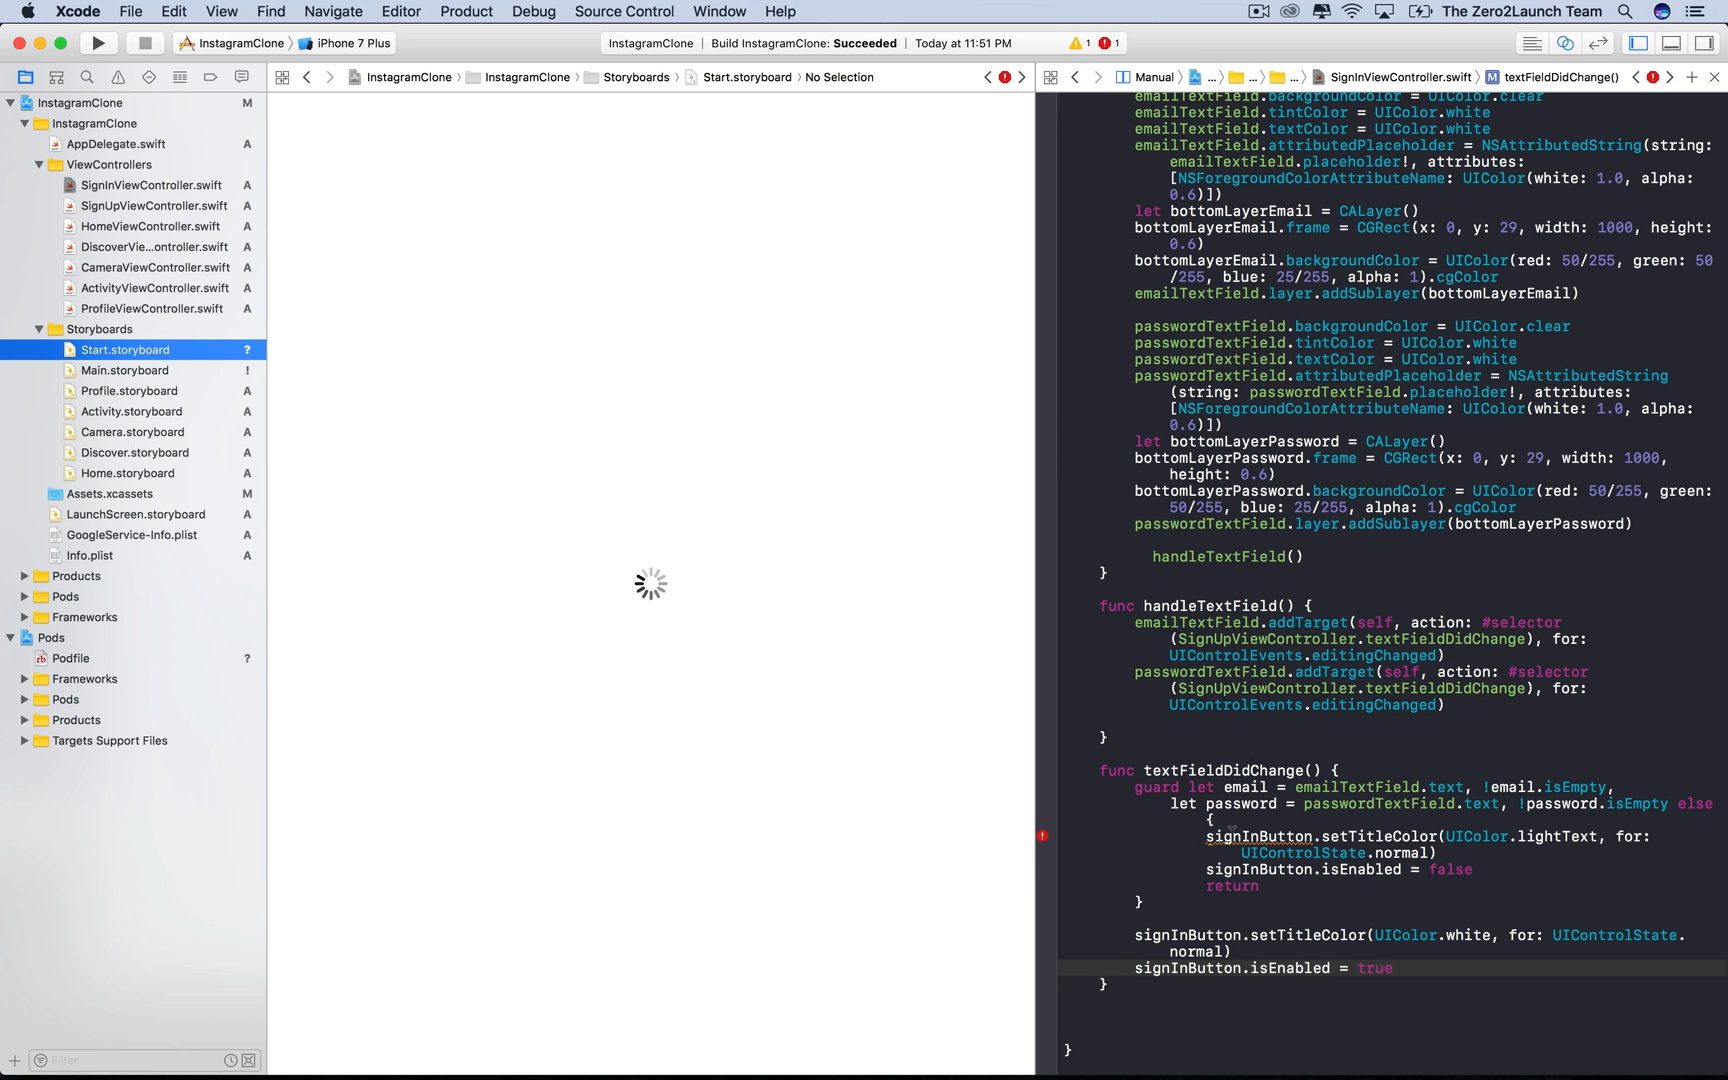 Xcode File Edit View Find Navigate Editor Product Debug Source Control Window Help The Zero2Launch Team
InstagramClone iPhone 7 Plus InstagramClone Build InstagramClone: Succeeded Today at 11:51 PM 1 1
InstagramClone InstagramClone Storyboards Start.storyboard No Selection Manual ... ... ... SignInViewController.swift M textFieldDidChange()
InstagramClone M
InstagramClone
AppDelegate.swift A
ViewControllers
SignInViewController.swift A
SignUpViewController.swift A
HomeViewController.swift A
DiscoverVie...ontroller.swift A
CameraViewController.swift A
ActivityViewController.swift A
ProfileViewController.swift A
Storyboards
Start.storyboard ?
Main.storyboard !
Profile.storyboard A
Activity.storyboard A
Camera.storyboard A
Discover.storyboard A
Home.storyboard A
Assets.xcassets M
LaunchScreen.storyboard A
GoogleService-Info.plist A
Info.plist A
Products
Pods
Frameworks
Pods
Podfile ?
Frameworks
Pods
Products
Targets Support Files
Filter
emailTextField.backgroundColor = UIColor.clear
emailTextField.tintColor = UIColor.white
emailTextField.textColor = UIColor.white
emailTextField.attributedPlaceholder = NSAttributedString(string:
emailTextField.placeholder!, attributes:
[NSForegroundColorAttributeName: UIColor(white: 1.0, alpha:
0.6)])
let bottomLayerEmail = CALayer()
bottomLayerEmail.frame = CGRect(x: 0, y: 29, width: 1000, height:
0.6)
bottomLayerEmail.backgroundColor = UIColor(red: 50/255, green: 50
/255, blue: 25/255, alpha: 1).cgColor
emailTextField.layer.addSublayer(bottomLayerEmail)
passwordTextField.backgroundColor = UIColor.clear
passwordTextField.tintColor = UIColor.white
passwordTextField.textColor = UIColor.white
passwordTextField.attributedPlaceholder = NSAttributedString
(string: passwordTextField.placeholder!, attributes:
[NSForegroundColorAttributeName: UIColor(white: 1.0, alpha:
0.6)])
let bottomLayerPassword = CALayer()
bottomLayerPassword.frame = CGRect(x: 0, y: 29, width: 1000,
height: 0.6)
bottomLayerPassword.backgroundColor = UIColor(red: 50/255, green:
50/255, blue: 25/255, alpha: 1).cgColor
passwordTextField.layer.addSublayer(bottomLayerPassword)
handleTextField()
}
func handleTextField() {
emailTextField.addTarget(self, action: #selector
(SignUpViewController.textFieldDidChange), for:
UIControlEvents.editingChanged)
passwordTextField.addTarget(self, action: #selector
(SignUpViewController.textFieldDidChange), for:
UIControlEvents.editingChanged)
}
func textFieldDidChange() {
guard let email = emailTextField.text, !email.isEmpty,
let password = passwordTextField.text, !password.isEmpty else
{
signInButton.setTitleColor(UIColor.lightText, for:
UIControlState.normal)
signInButton.isEnabled = false
return
}
signInButton.setTitleColor(UIColor.white, for: UIControlState.
normal)
signInButton.isEnabled = true
}
}